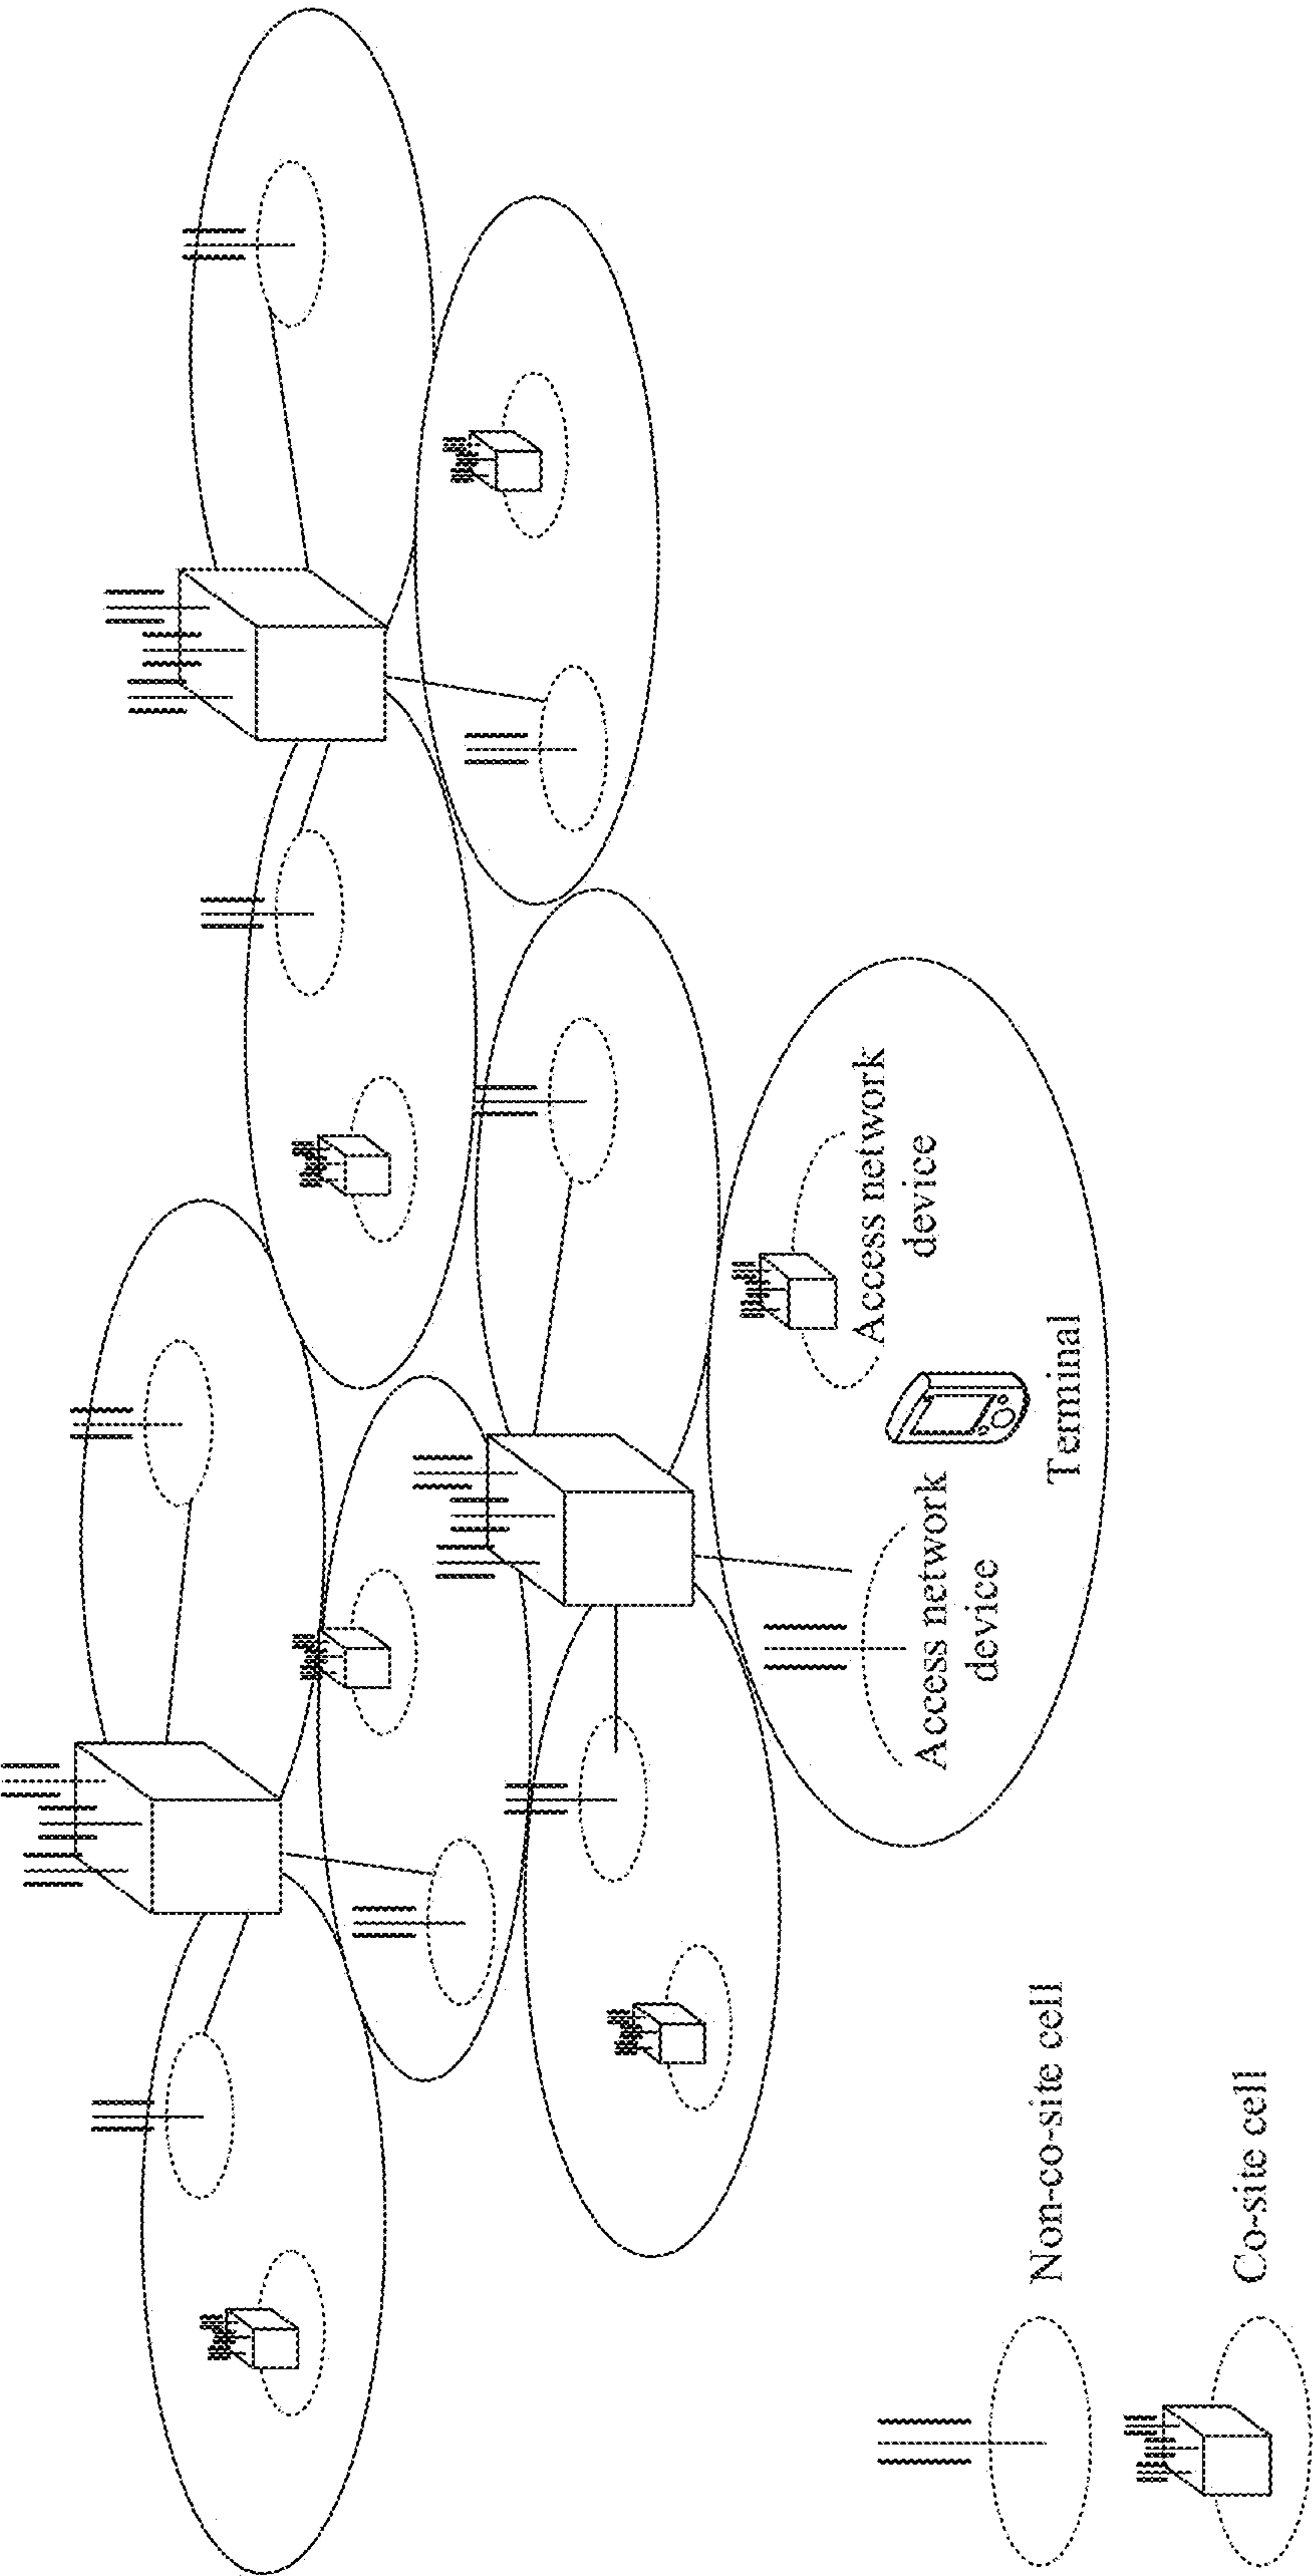 Access network
device
Access network
device
Terminal
Non-co-site cell
Co-site cell